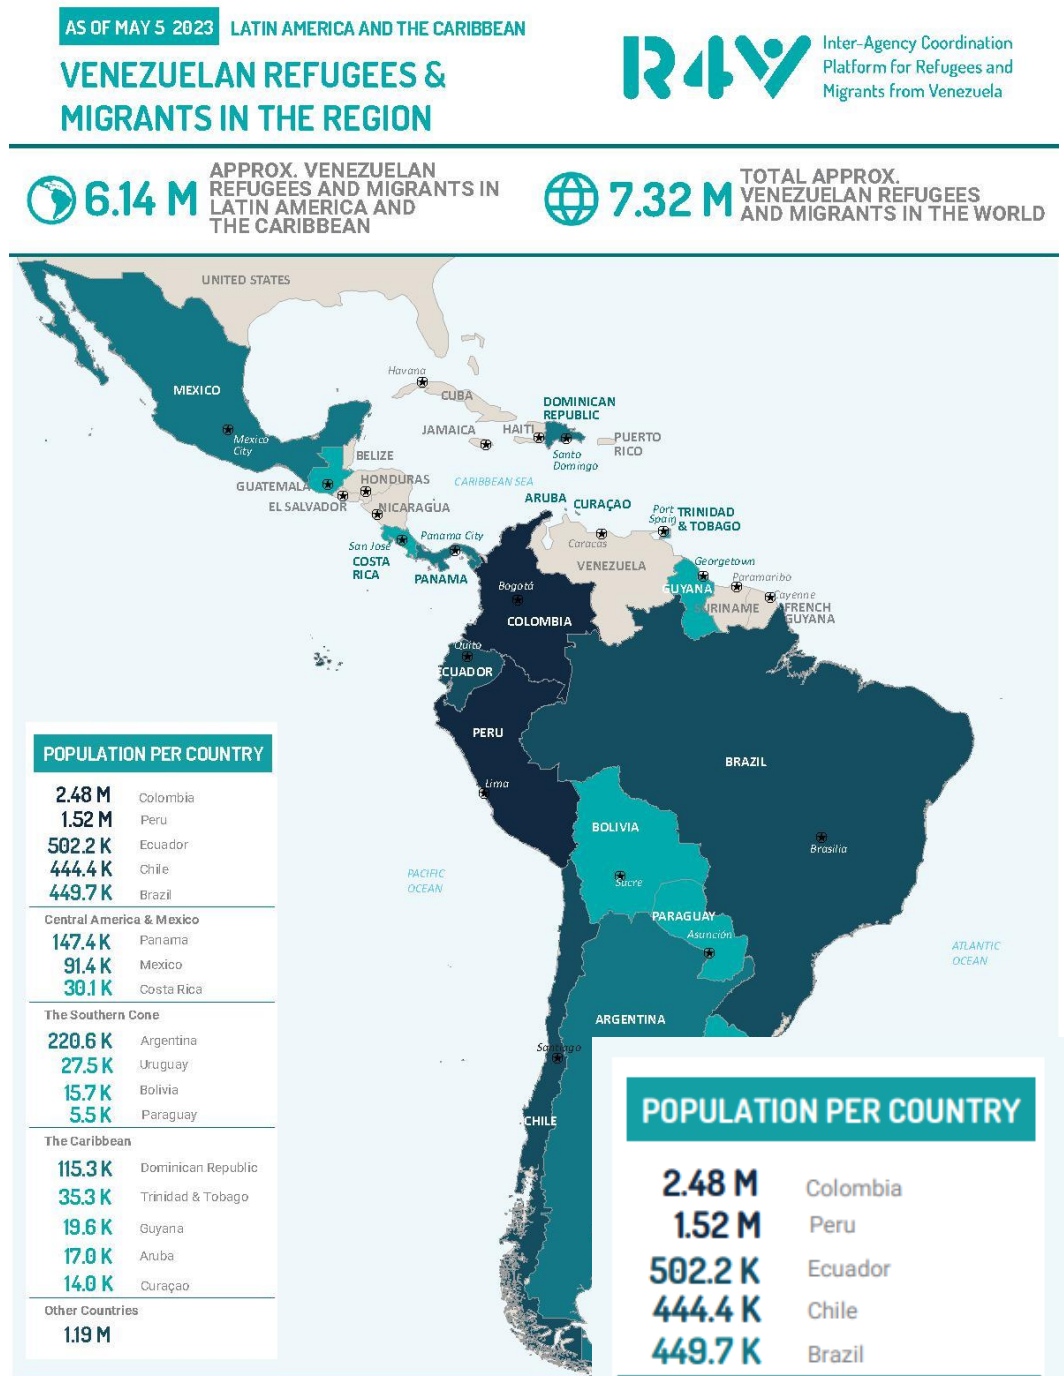 AS OF MAY 5 2023 LATIN AMERICA AND THE CARIBBEAN
VENEZUELAN REFUGEES &
MIGRANTS IN THE REGION
R4V
Inter-Agency Coordination
Platform for Refugees and
Migrants from Venezuela
6.14 M
APPROX. VENEZUELAN
REFUGEES AND MIGRANTS IN
LATIN AMERICA AND
THE CARIBBEAN
7.32 M
TOTAL APPROX.
VENEZUELAN REFUGEES
AND MIGRANTS IN THE WORLD
UNITED STATES
MEXICO
Mexico
City
Havana
CUBA
JAMAICA
HAITI
DOMINICAN
REPUBLIC
Santo
Domingo
PUERTO
RICO
BELIZE
GUATEMALA
HONDURAS
EL SALVADOR
NICARAGUA
CARIBBEAN SEA
ARUBA
CURAÇAO
Port
Spain
TRINIDAD
& TOBAGO
San José
COSTA
RICA
Panama City
PANAMA
Caracas
VENEZUELA
Georgetown
GUYANA
Paramaribo
SURINAME
Cayenne
FRENCH
GUYANA
Bogotá
COLOMBIA
Quito
ECUADOR
PERU
Lima
BRAZIL
Brasilia
BOLIVIA
Sucre
PARAGUAY
Asunción
PACIFIC
OCEAN
ATLANTIC
OCEAN
ARGENTINA
Santiago
CHILE
POPULATION PER COUNTRY
2.48 M Colombia
1.52 M Peru
502.2 K Ecuador
444.4 K Chile
449.7 K Brazil
Central America & Mexico
147.4 K Panama
91.4 K Mexico
30.1 K Costa Rica
The Southern Cone
220.6 K Argentina
27.5 K Uruguay
15.7 K Bolivia
5.5 K Paraguay
The Caribbean
115.3 K Dominican Republic
35.3 K Trinidad & Tobago
19.6 K Guyana
17.0 K Aruba
14.0 K Curaçao
Other Countries
1.19 M
POPULATION PER COUNTRY
2.48 M Colombia
1.52 M Peru
502.2 K Ecuador
444.4 K Chile
449.7 K Brazil